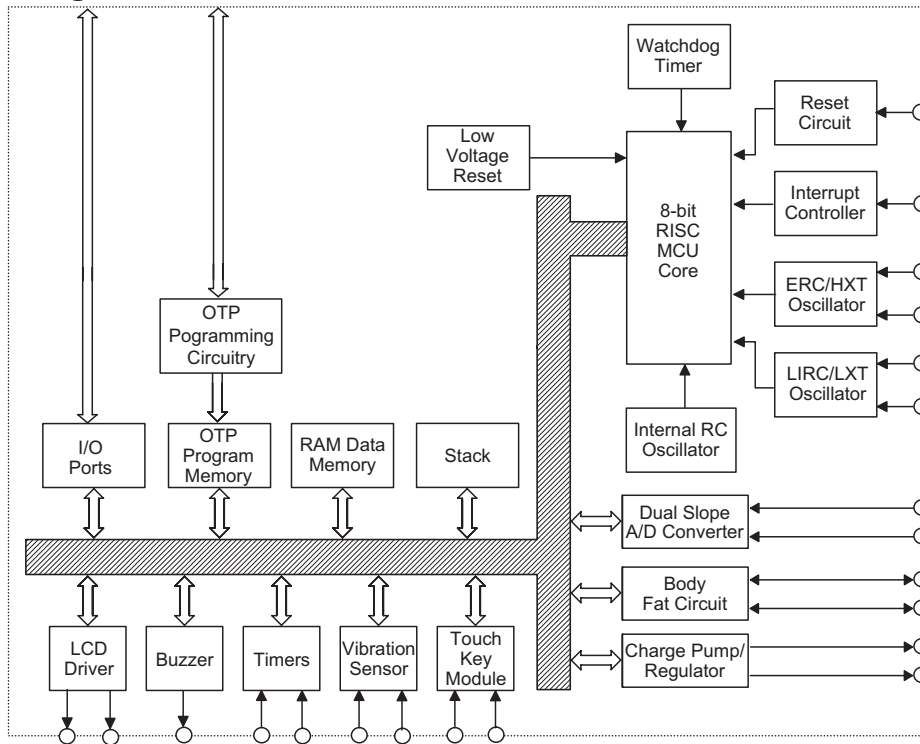 Watchdog
Timer
Reset
Circuit
Low
Voltage
Reset
8-bit
RISC
MCU
Core
Interrupt
Controller
ERC/HXT
Oscillator
OTP
Pogramming
Circuitry
LIRC/LXT
Oscillator
Internal RC
Oscillator
I/O
Ports
OTP
Program
Memory
RAM Data
Memory
Stack
Dual Slope
A/D Converter
Body
Fat Circuit
LCD
Driver
Buzzer
Timers
Vibration
Sensor
Touch
Key
Module
Charge Pump/
Regulator